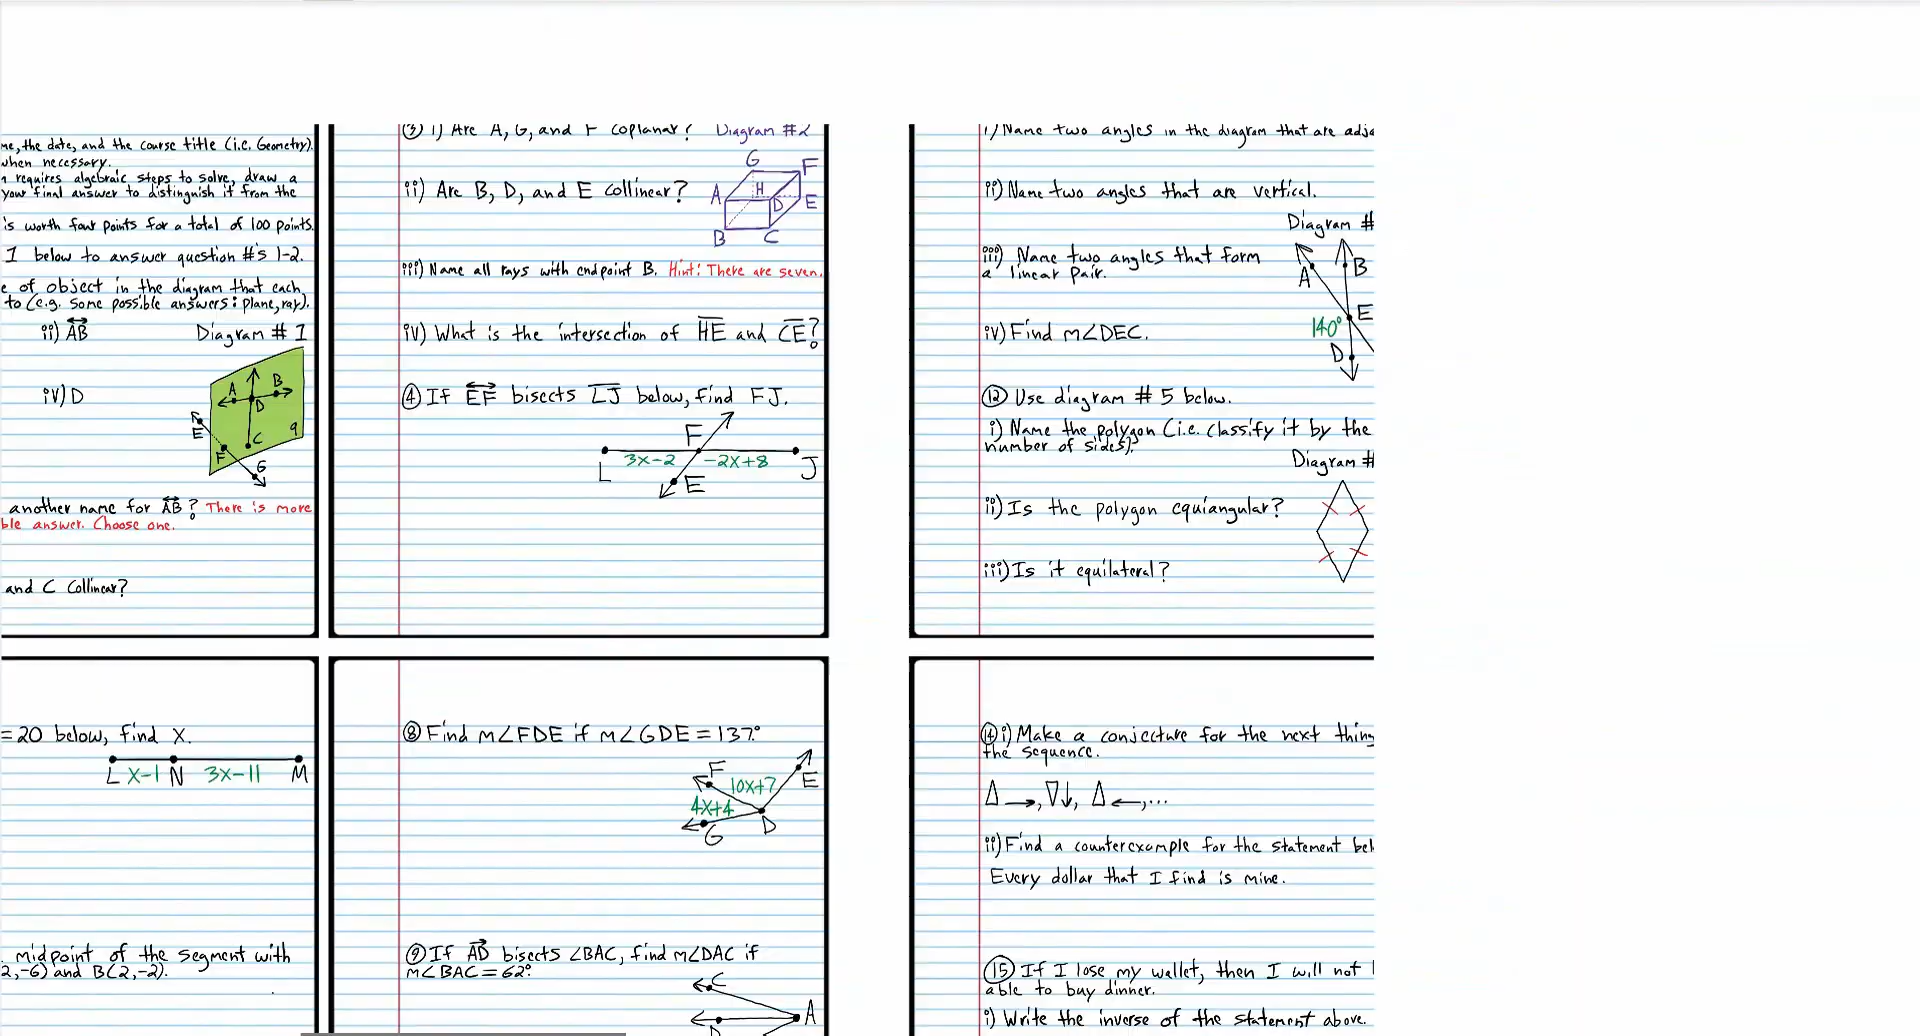 me, the date, and the course title (i.e. Geometry).
when necessary.
requires algebraic steps to solve, draw a
your final answer to distinguish it from the
is worth four points for a total of 100 points.
1 below to answer question #'s 1-2.
e of object in the diagram that each
to (e.g. some possible answers: plane, ray).
ii) AB
Diagram # 1
iv) D
A B D C E F G q
another name for AB? There is more
ble answer. Choose one.
and C Collinear?
③ i) Are A, G, and F coplanar? Diagram #2
ii) Are B, D, and E collinear?
G F A H D E B C
iii) Name all rays with endpoint B. Hint: There are seven.
iv) What is the intersection of HE and CE?
④ If EF bisects LJ below, find FJ.
F
L 3x-2 -2x+8 J
E
i) Name two angles in the diagram that are adja
ii) Name two angles that are vertical.
Diagram #
iii) Name two angles that form
a linear pair.
A B E
140°
D
iv) Find m∠DEC.
⑫ Use diagram # 5 below.
i) Name the polygon (i.e. classify it by the
number of sides).
Diagram #
ii) Is the polygon equiangular?
iii) Is it equilateral?
=20 below, find x.
L x-1 N 3x-11 M
midpoint of the segment with
2,-6) and B(2,-2).
⑧ Find m∠FDE if m∠GDE = 137°
F 10x+7 E
4x+4
G D
⑨ If AD bisects ∠BAC, find m∠DAC if
m∠BAC = 62°.
C
A
D
⑭ i) Make a conjecture for the next thing
the sequence.
Δ→, ∇↓, Δ←,...
ii) Find a counterexample for the statement bel
Every dollar that I find is mine.
⑮ If I lose my wallet, then I will not
able to buy dinner.
i) Write the inverse of the statement above.